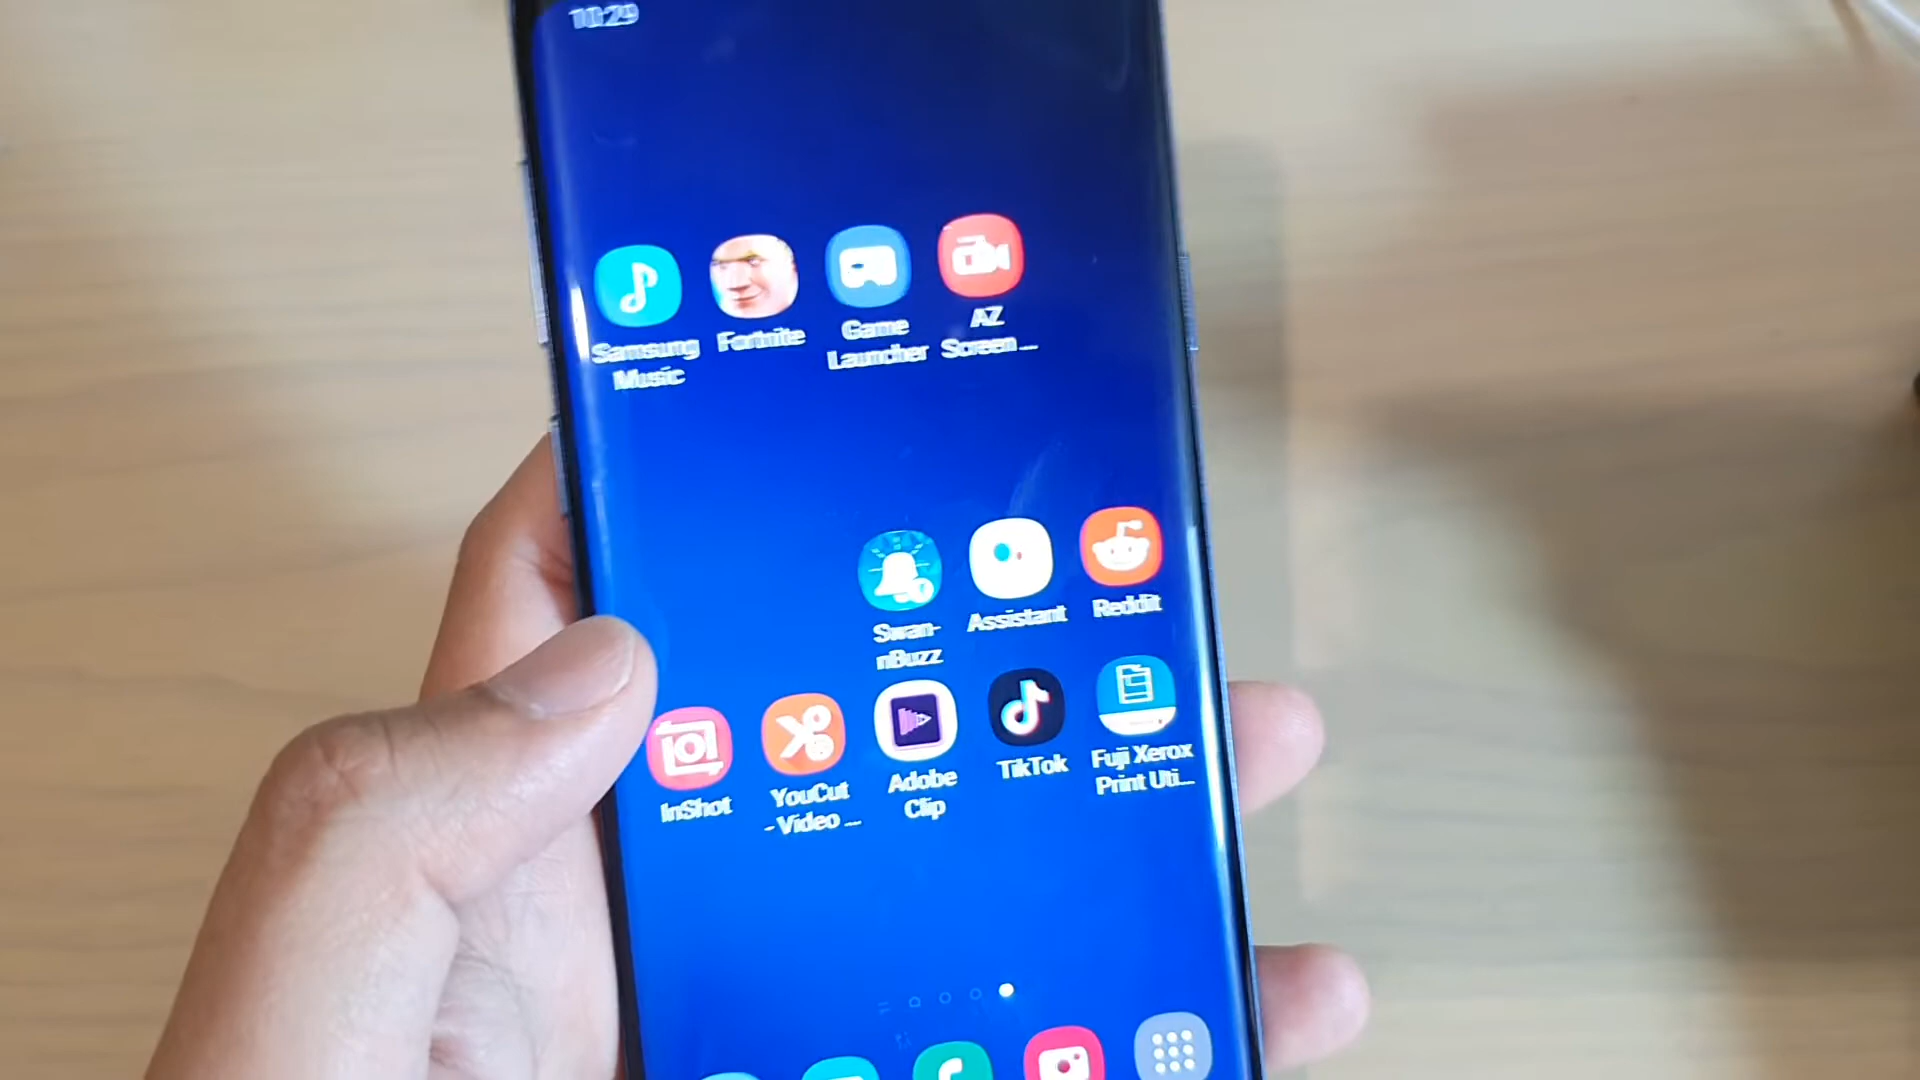 10:29
Samsung
Music
Fortnite
Game
Launcher
AZ
Screen ...
Swan-
nBuzz
Assistant
Reddit
InShot
YouCut
- Video ...
Adobe
Clip
TikTok
Fuji Xerox
Print Uti...